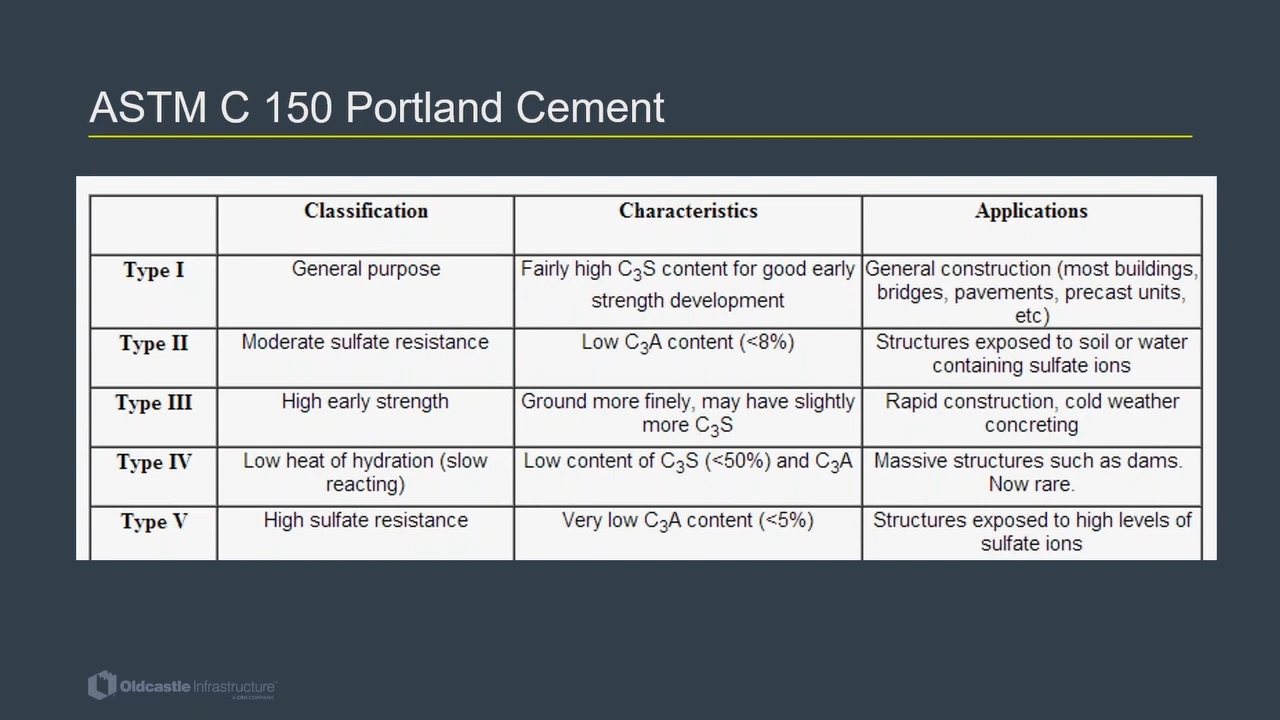 ASTM C 150 Portland Cement
Classification Characteristics Applications
Type I General purpose Fairly high C₃S content for good early General construction (most buildings,
strength development bridges, pavements, precast units,
etc)
Type II Moderate sulfate resistance Low C₃A content (<8%) Structures exposed to soil or water
containing sulfate ions
Type III High early strength Ground more finely, may have slightly Rapid construction, cold weather
more C₃S concreting
Type IV Low heat of hydration (slow Low content of C₃S (<50%) and C₃A Massive structures such as dams.
reacting) Now rare.
Type V High sulfate resistance Very low C₃A content (<5%) Structures exposed to high levels of
sulfate ions
Oldcastle Infrastructure